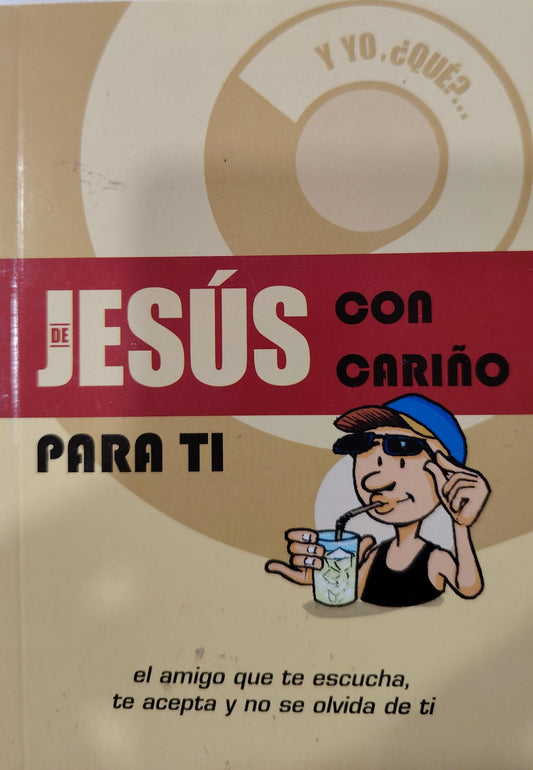 Y YO, ¿QUÉ?...
DE JESÚS CON
CARIÑO
PARA TI
el amigo que te escucha,
te acepta y no se olvida de ti